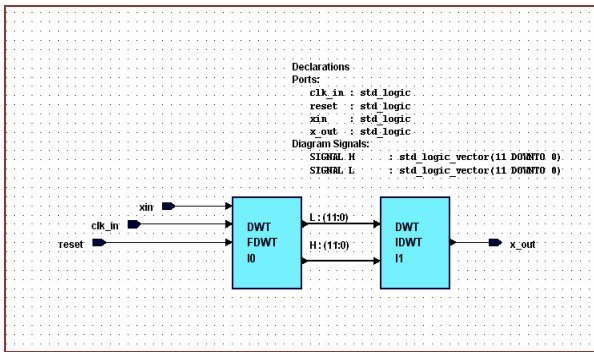 Declarations
Ports:
clk_in : std_logic
reset : std_logic
xin : std_logic
x_out : std_logic
Diagram Signals:
SIGNAL H : std_logic_vector(11 DOWNTO 0)
SIGNAL L : std_logic_vector(11 DOWNTO 0)
xin
clk_in
reset
DWT
FDWT
I0
L : (11:0)
H : (11:0)
DWT
IDWT
I1
x_out